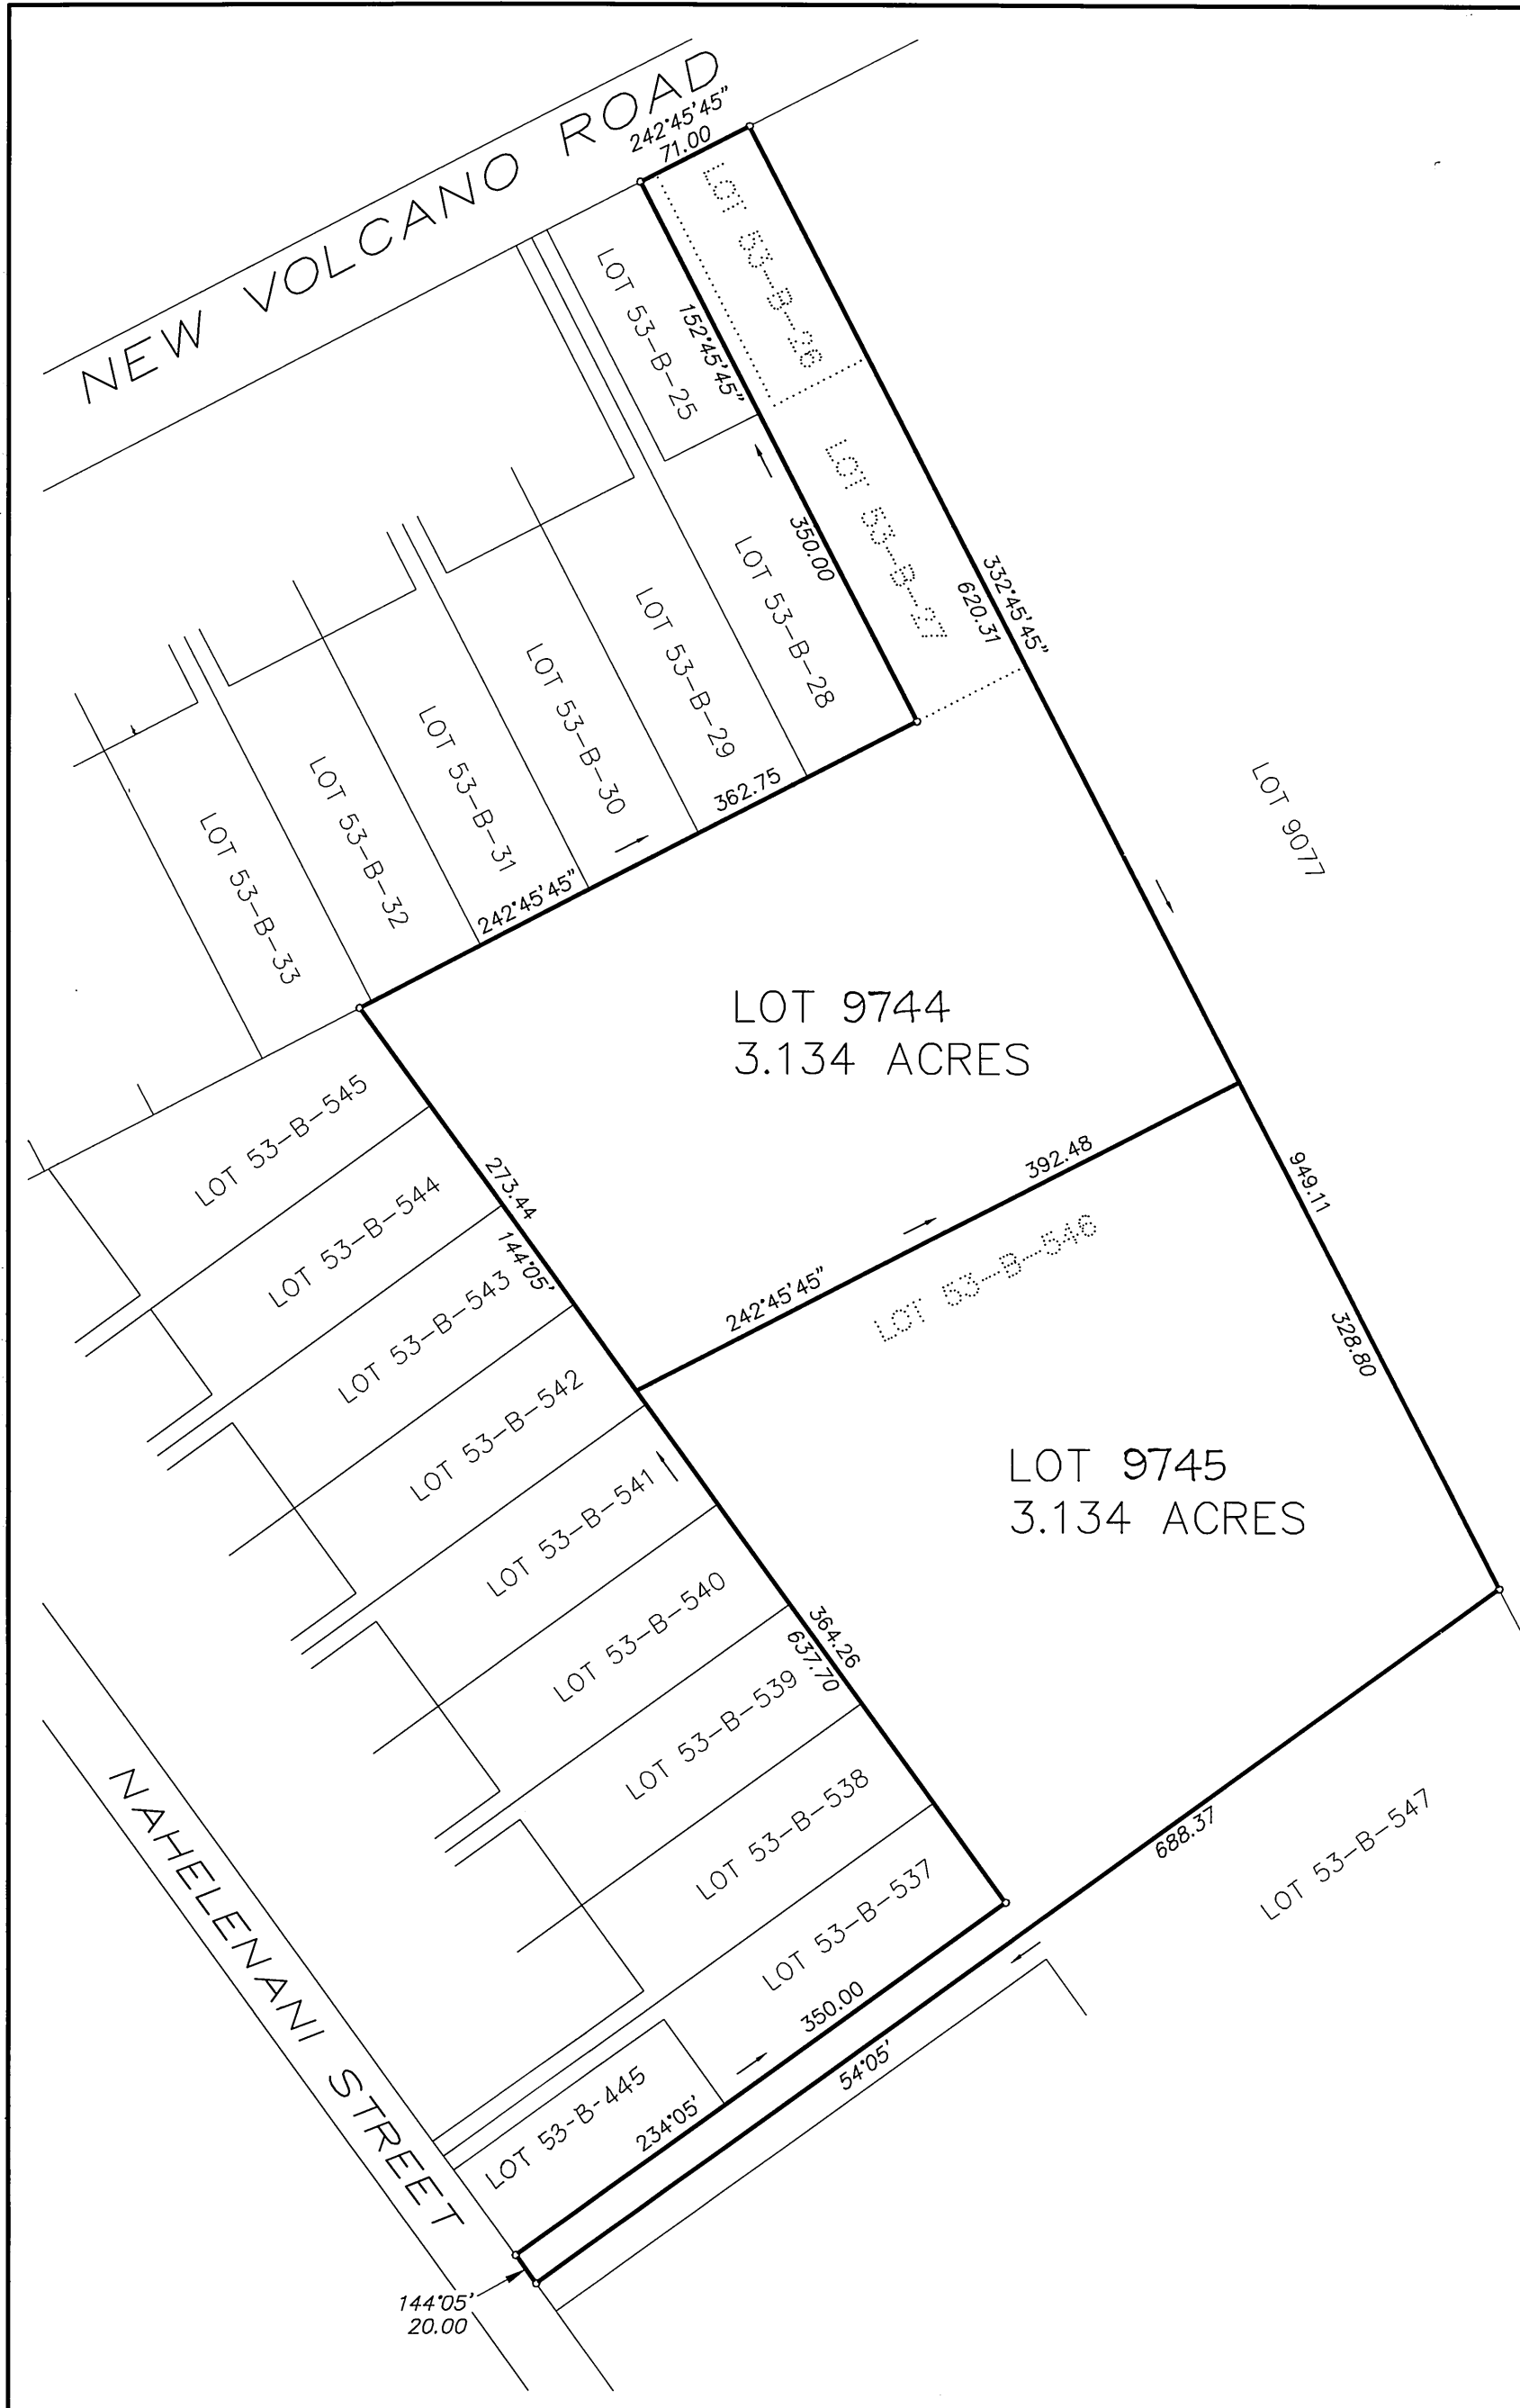 NEW VOLCANO ROAD
242°45'45"
71.00
LOT 53-B-26
LOT 53-B-25
152°45'45"
350.00
LOT 53-B-27
332°45'45"
620.31
LOT 53-B-28
LOT 53-B-29
LOT 53-B-30
LOT 53-B-31
LOT 53-B-32
LOT 53-B-33
362.75
242°45'45"
LOT 9077
LOT 9744
3.134 ACRES
LOT 53-B-545
LOT 53-B-544
LOT 53-B-543
LOT 53-B-542
LOT 53-B-541
LOT 53-B-540
LOT 53-B-539
LOT 53-B-538
LOT 53-B-537
273.44
144°05'
392.48
242°45'45"
LOT 53-B-546
949.11
328.80
LOT 9745
3.134 ACRES
364.26
637.70
688.37
LOT 53-B-547
NAHELENANI STREET
350.00
234°05'
54°05'
LOT 53-B-445
144°05'
20.00